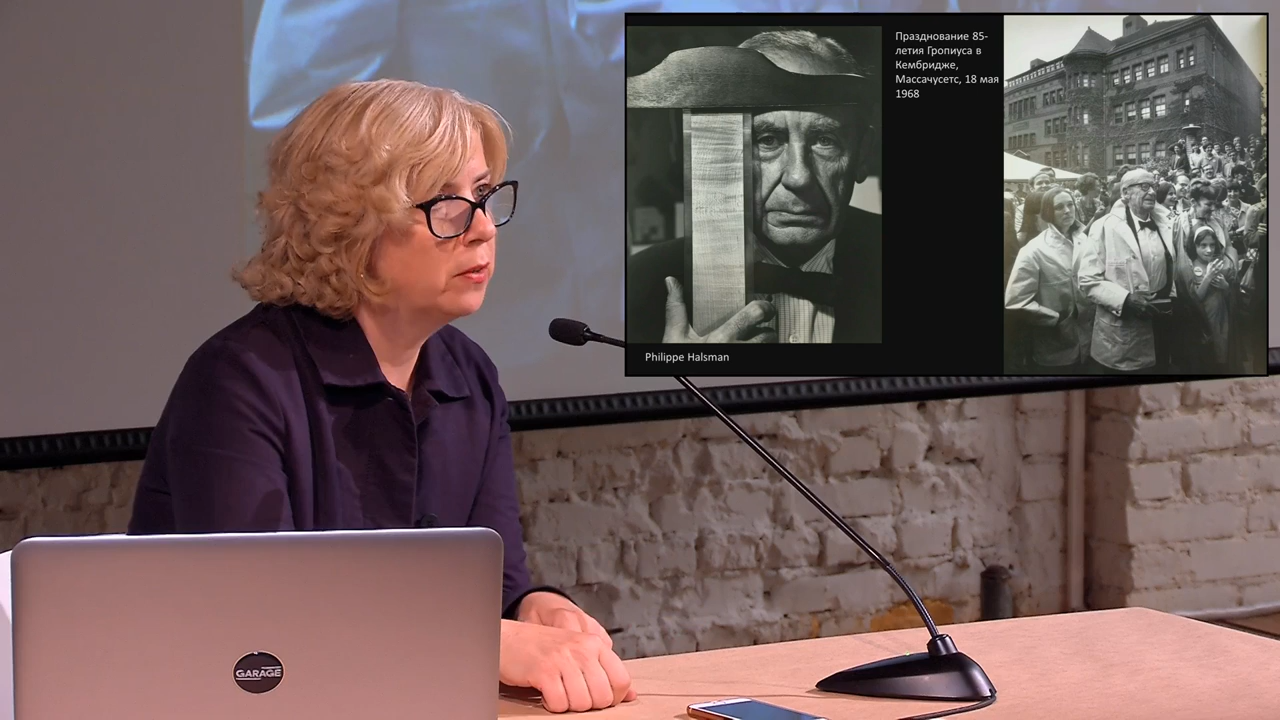 Празднование 85-
летия Гропиуса в
Кембридже,
Массачусетс, 18 мая
1968
Philippe Halsman
GARAGE